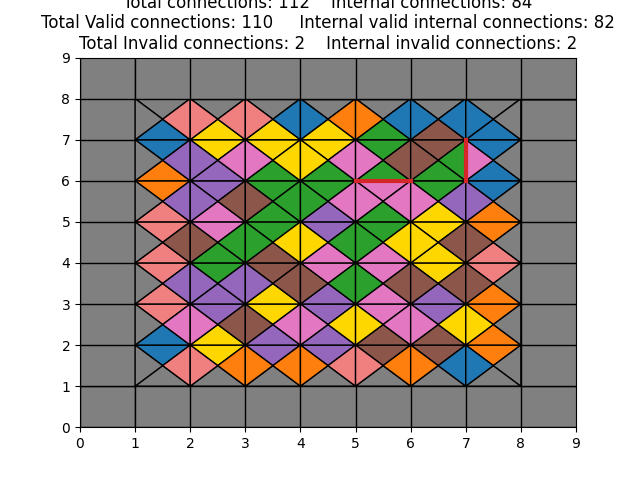 Total connections: 112    Internal connections: 84
Total Valid connections: 110    Internal valid internal connections: 82
Total Invalid connections: 2    Internal invalid connections: 2
9
8
7
6
5
4
3
2
1
0
0 1 2 3 4 5 6 7 8 9